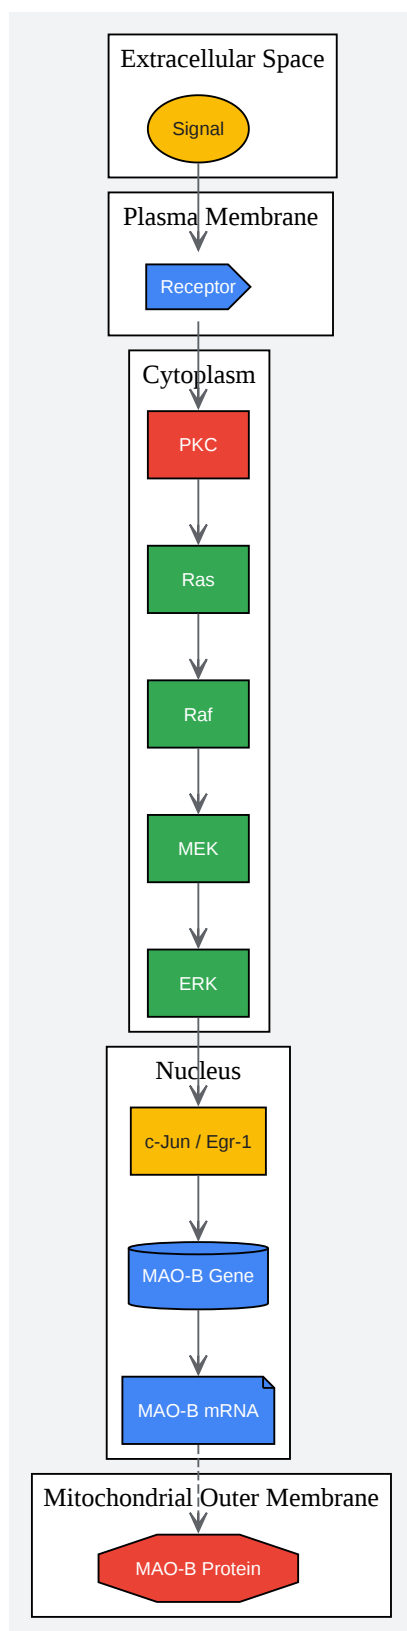 Extracellular Space
Signal
Plasma Membrane
Receptor
Cytoplasm
PKC
Ras
Raf
MEK
ERK
Nucleus
c-Jun / Egr-1
MAO-B Gene
MAO-B mRNA
Mitochondrial Outer Membrane
MAO-B Protein